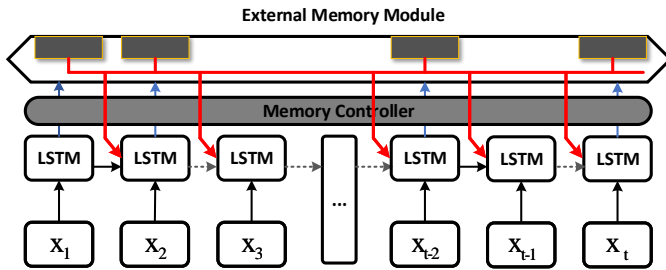 External Memory Module
Memory Controller
LSTM LSTM LSTM ... LSTM LSTM LSTM
X1 X2 X3 Xt-2 Xt-1 Xt